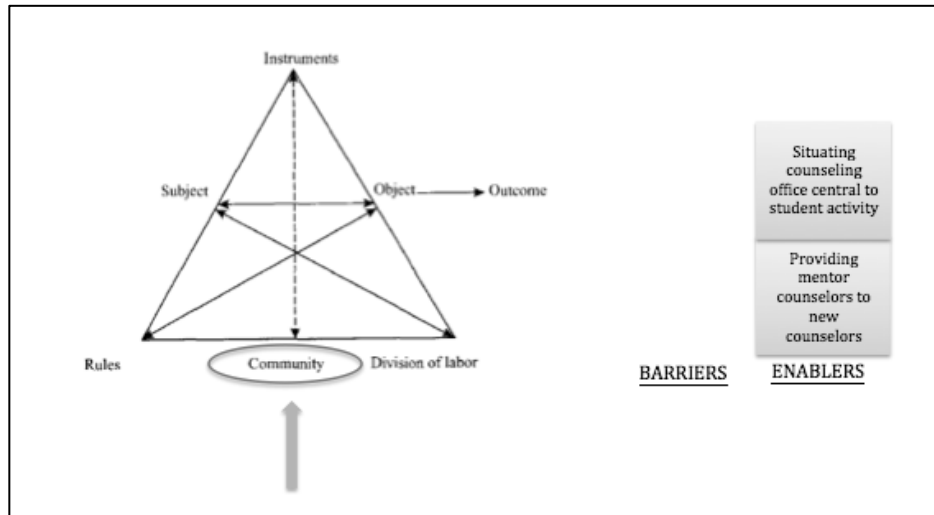 Instruments
Subject
Object
Outcome
Rules
Community
Division of labor
Situating
counseling
office central to
student activity
Providing
mentor
counselors to
new
counselors
BARRIERS
ENABLERS